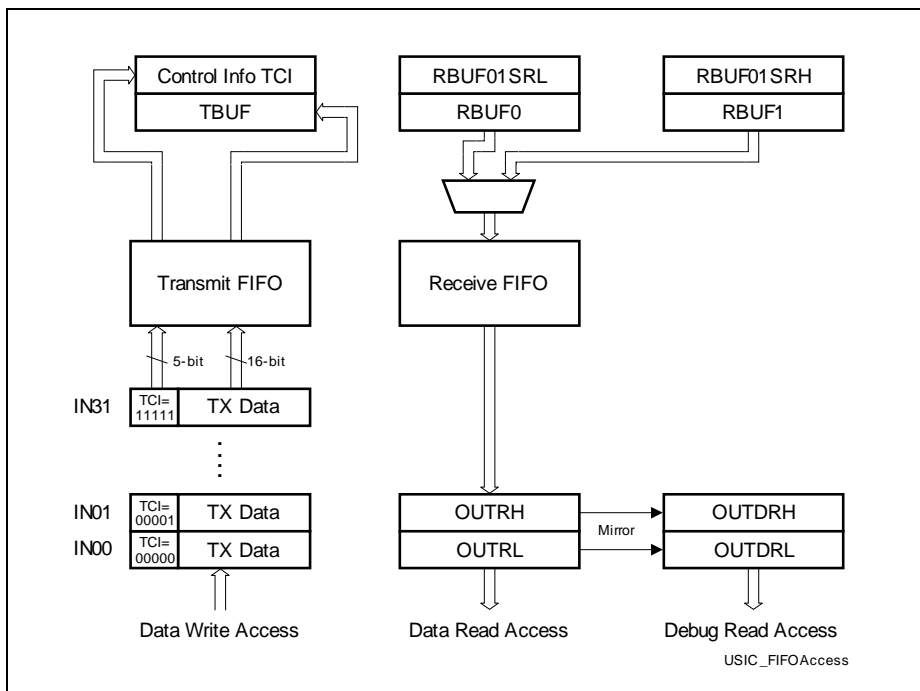 Control Info TCI
TBUF
RBUF01SRL
RBUF0
RBUF01SRH
RBUF1
Transmit FIFO
Receive FIFO
5-bit
16-bit
IN31
TCI=
11111
TX Data
IN01
TCI=
00001
TX Data
IN00
TCI=
00000
TX Data
OUTRH
OUTRL
Mirror
OUTDRH
OUTDRL
Data Write Access
Data Read Access
Debug Read Access
USIC_FIFOAccess